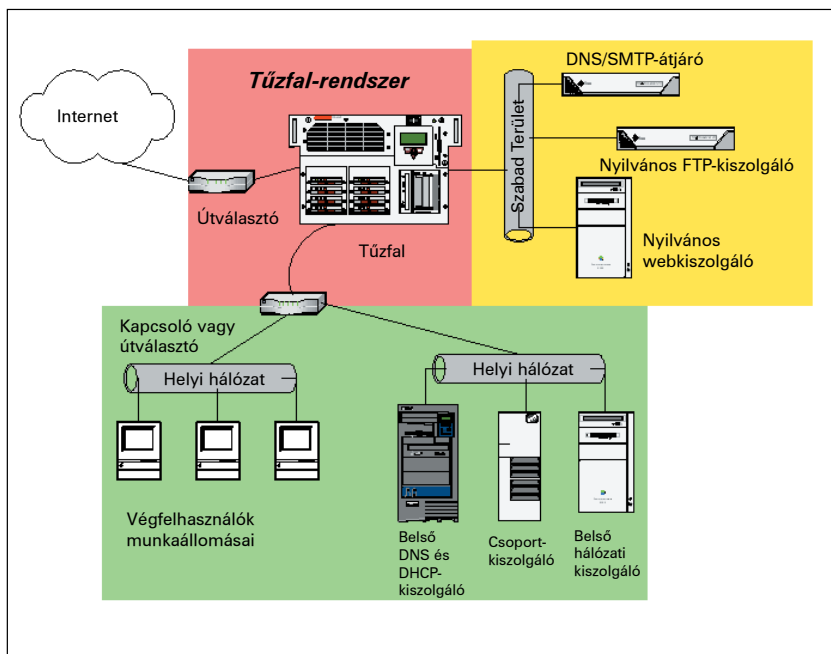 Tűzfal-rendszer
DNS/SMTP-átjáró
Internet
Szabad Terület
Nyilvános FTP-kiszolgáló
Útválasztó
Tűzfal
Nyilvános
webkiszolgáló
Kapcsoló vagy
útválasztó
Helyi hálózat
Helyi hálózat
Végfelhasználók
munkaállomásai
Belső
DNS és
DHCP-
kiszolgáló
Csoport-
kiszolgáló
Belső
hálózati
kiszolgáló